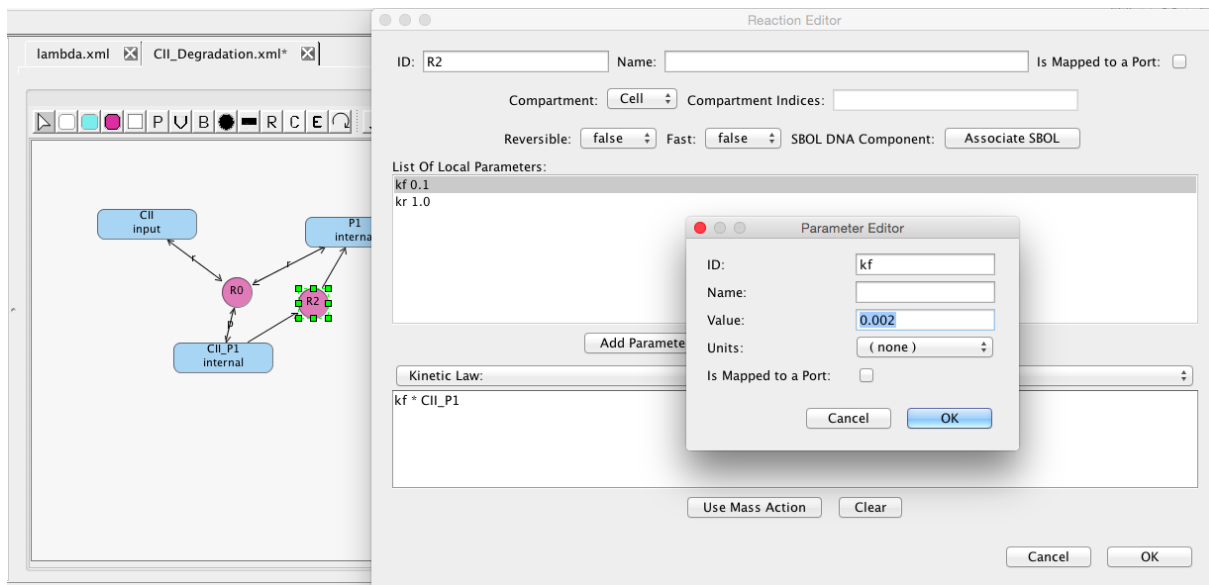 Reaction Editor
lambda.xml CII_Degradation.xml*
ID: R2 Name: Is Mapped to a Port:
Compartment: Cell Compartment Indices:
Reversible: false Fast: false SBOL DNA Component: Associate SBOL
List Of Local Parameters:
kf 0.1
kr 1.0
P V B R C E
CII
input
P1
interna
r
r
R0
R2
p
CII_P1
internal
Parameter Editor
ID: kf
Name:
Value: 0.002
Units: ( none )
Is Mapped to a Port:
Cancel OK
Add Paramete
Kinetic Law:
kf * CII_P1
Use Mass Action Clear
Cancel OK